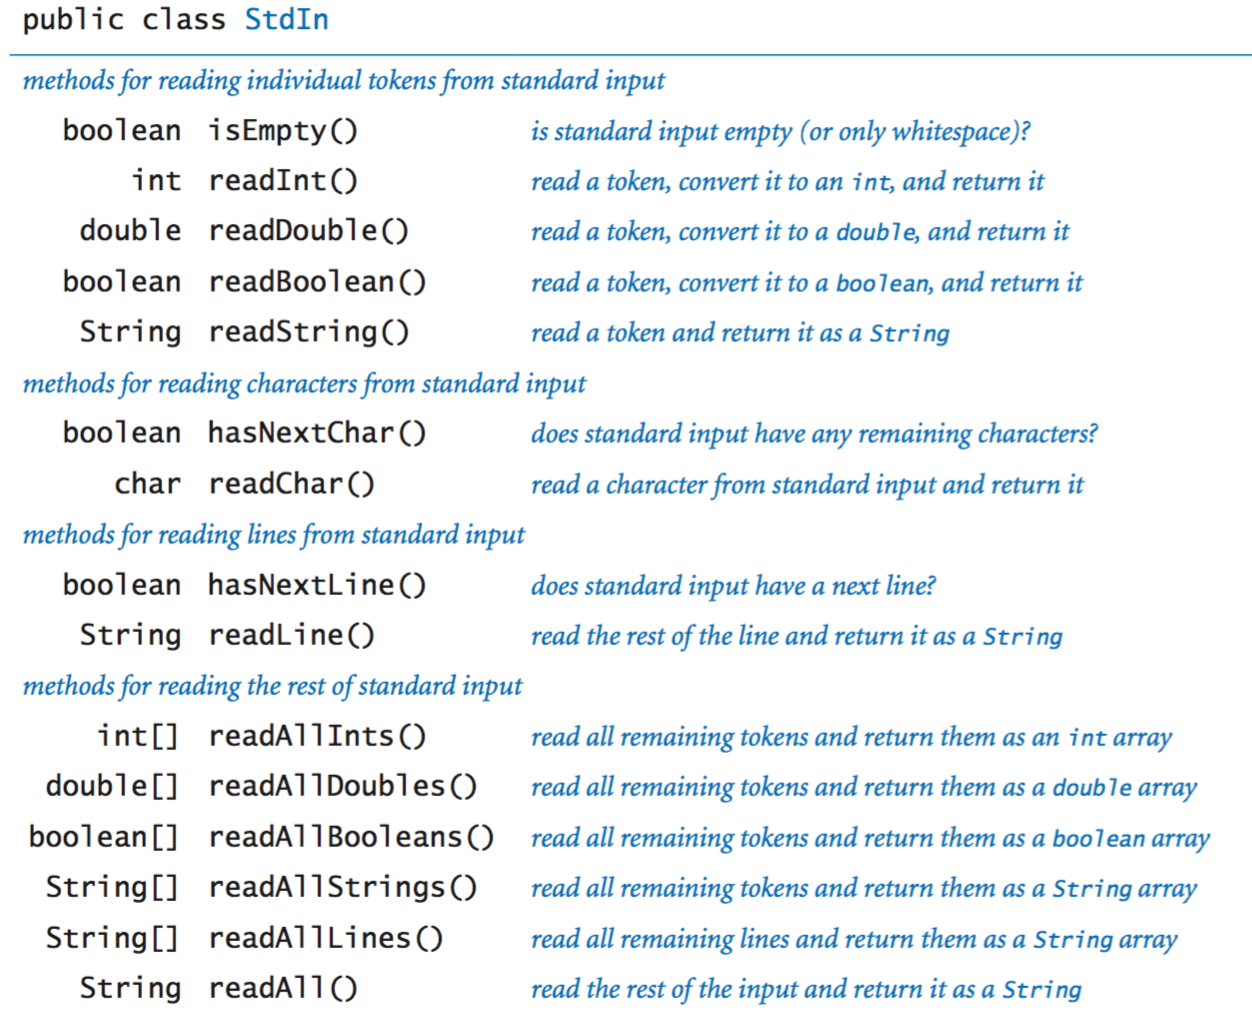 public class StdIn
methods for reading individual tokens from standard input
boolean isEmpty() is standard input empty (or only whitespace)?
int readInt() read a token, convert it to an int, and return it
double readDouble() read a token, convert it to a double, and return it
boolean readBoolean() read a token, convert it to a boolean, and return it
String readString() read a token and return it as a String
methods for reading characters from standard input
boolean hasNextChar() does standard input have any remaining characters?
char readChar() read a character from standard input and return it
methods for reading lines from standard input
boolean hasNextLine() does standard input have a next line?
String readLine() read the rest of the line and return it as a String
methods for reading the rest of standard input
int[] readAllInts() read all remaining tokens and return them as an int array
double[] readAllDoubles() read all remaining tokens and return them as a double array
boolean[] readAllBooleans() read all remaining tokens and return them as a boolean array
String[] readAllStrings() read all remaining tokens and return them as a String array
String[] readAllLines() read all remaining lines and return them as a String array
String readAll() read the rest of the input and return it as a String